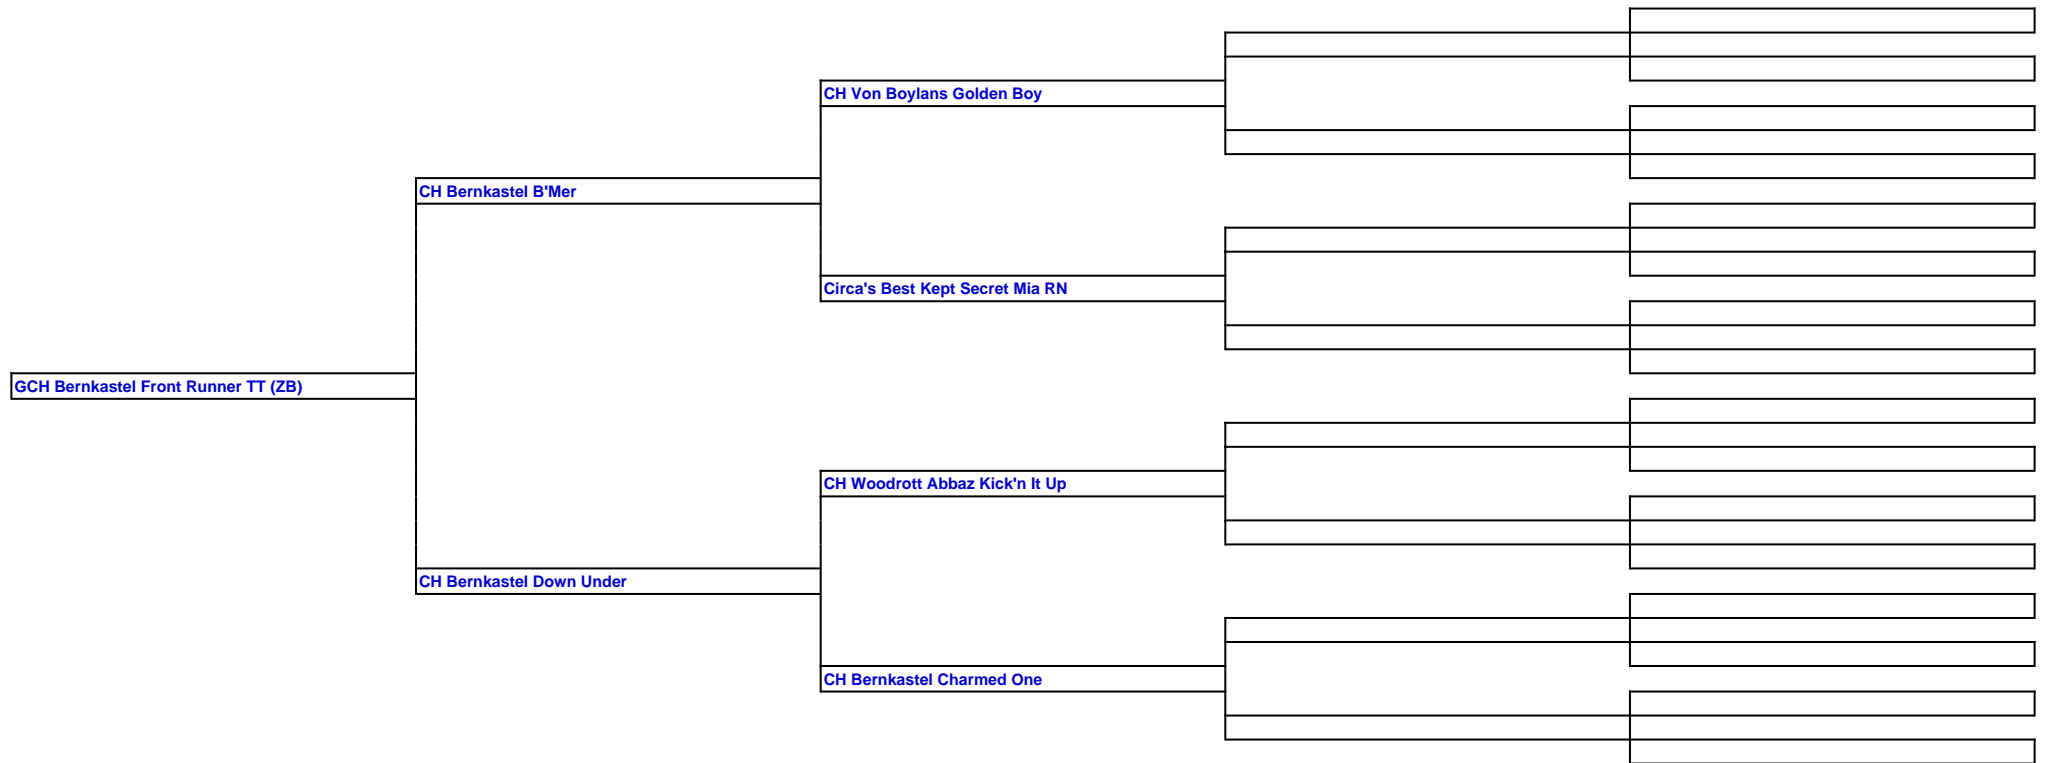 CH Von Boylans Golden Boy
CH Bernkastel B'Mer
Circa's Best Kept Secret Mia RN
GCH Bernkastel Front Runner TT (ZB)
CH Woodrott Abbaz Kick'n It Up
CH Bernkastel Down Under
CH Bernkastel Charmed One